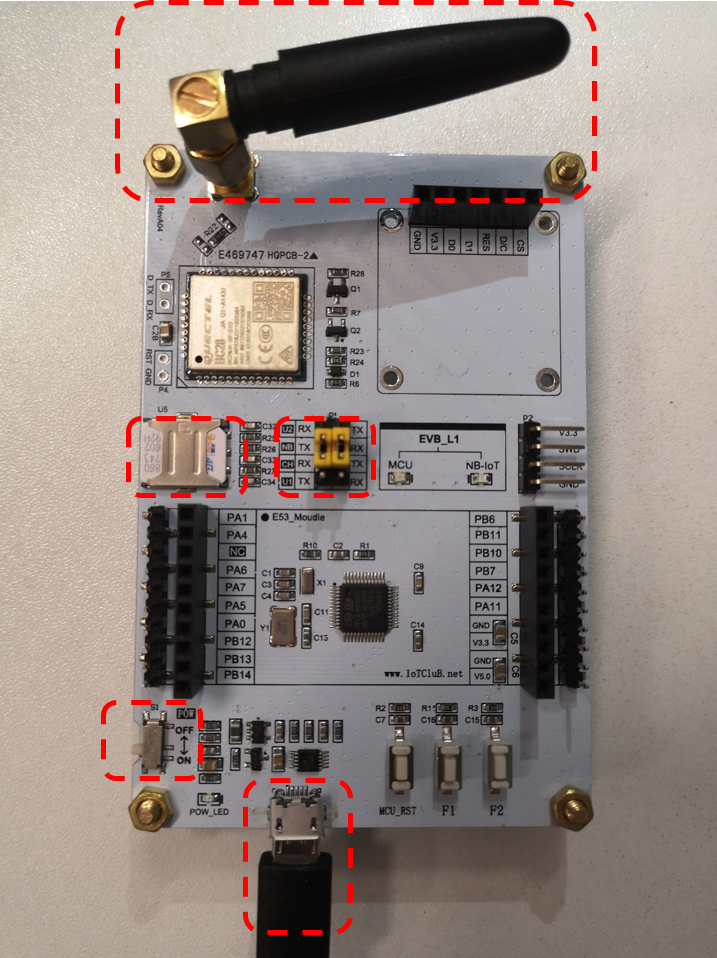 RevA04
R22
E469747 HQPCB-2
GND
V3.3
D0
D1
RES
D/C
CS
P5
D_TX
D_RX
C28
RST
GND
P4
QUECTEL
BC28
R28
Q1
R7
Q2
R23
R24
D1
R6
U5
C32
R25
R26
C33
R27
C34
P1
U2 RX TX
NB TX RX
CH RX TX
U1 TX RX
EVB_L1
MCU
NB-IoT
P2
V3.3
SWD
SCLK
GND
E53_Moudle
PA1
PA4
NC
PA6
PA7
PA5
PA0
PB12
PB13
PB14
R10 C2 R1
C1
C3
C4
X1
C9
Y1
C11
C13
C14
PB6
PB11
PB10
PB7
PA12
PA11
GND
V3.3
C5
GND
V5.0
C6
www.IoTCluB.net
S1
POW
OFF
ON
POW_LED
R2 R11 R3
C7 C16 C15
MCU_RST F1 F2